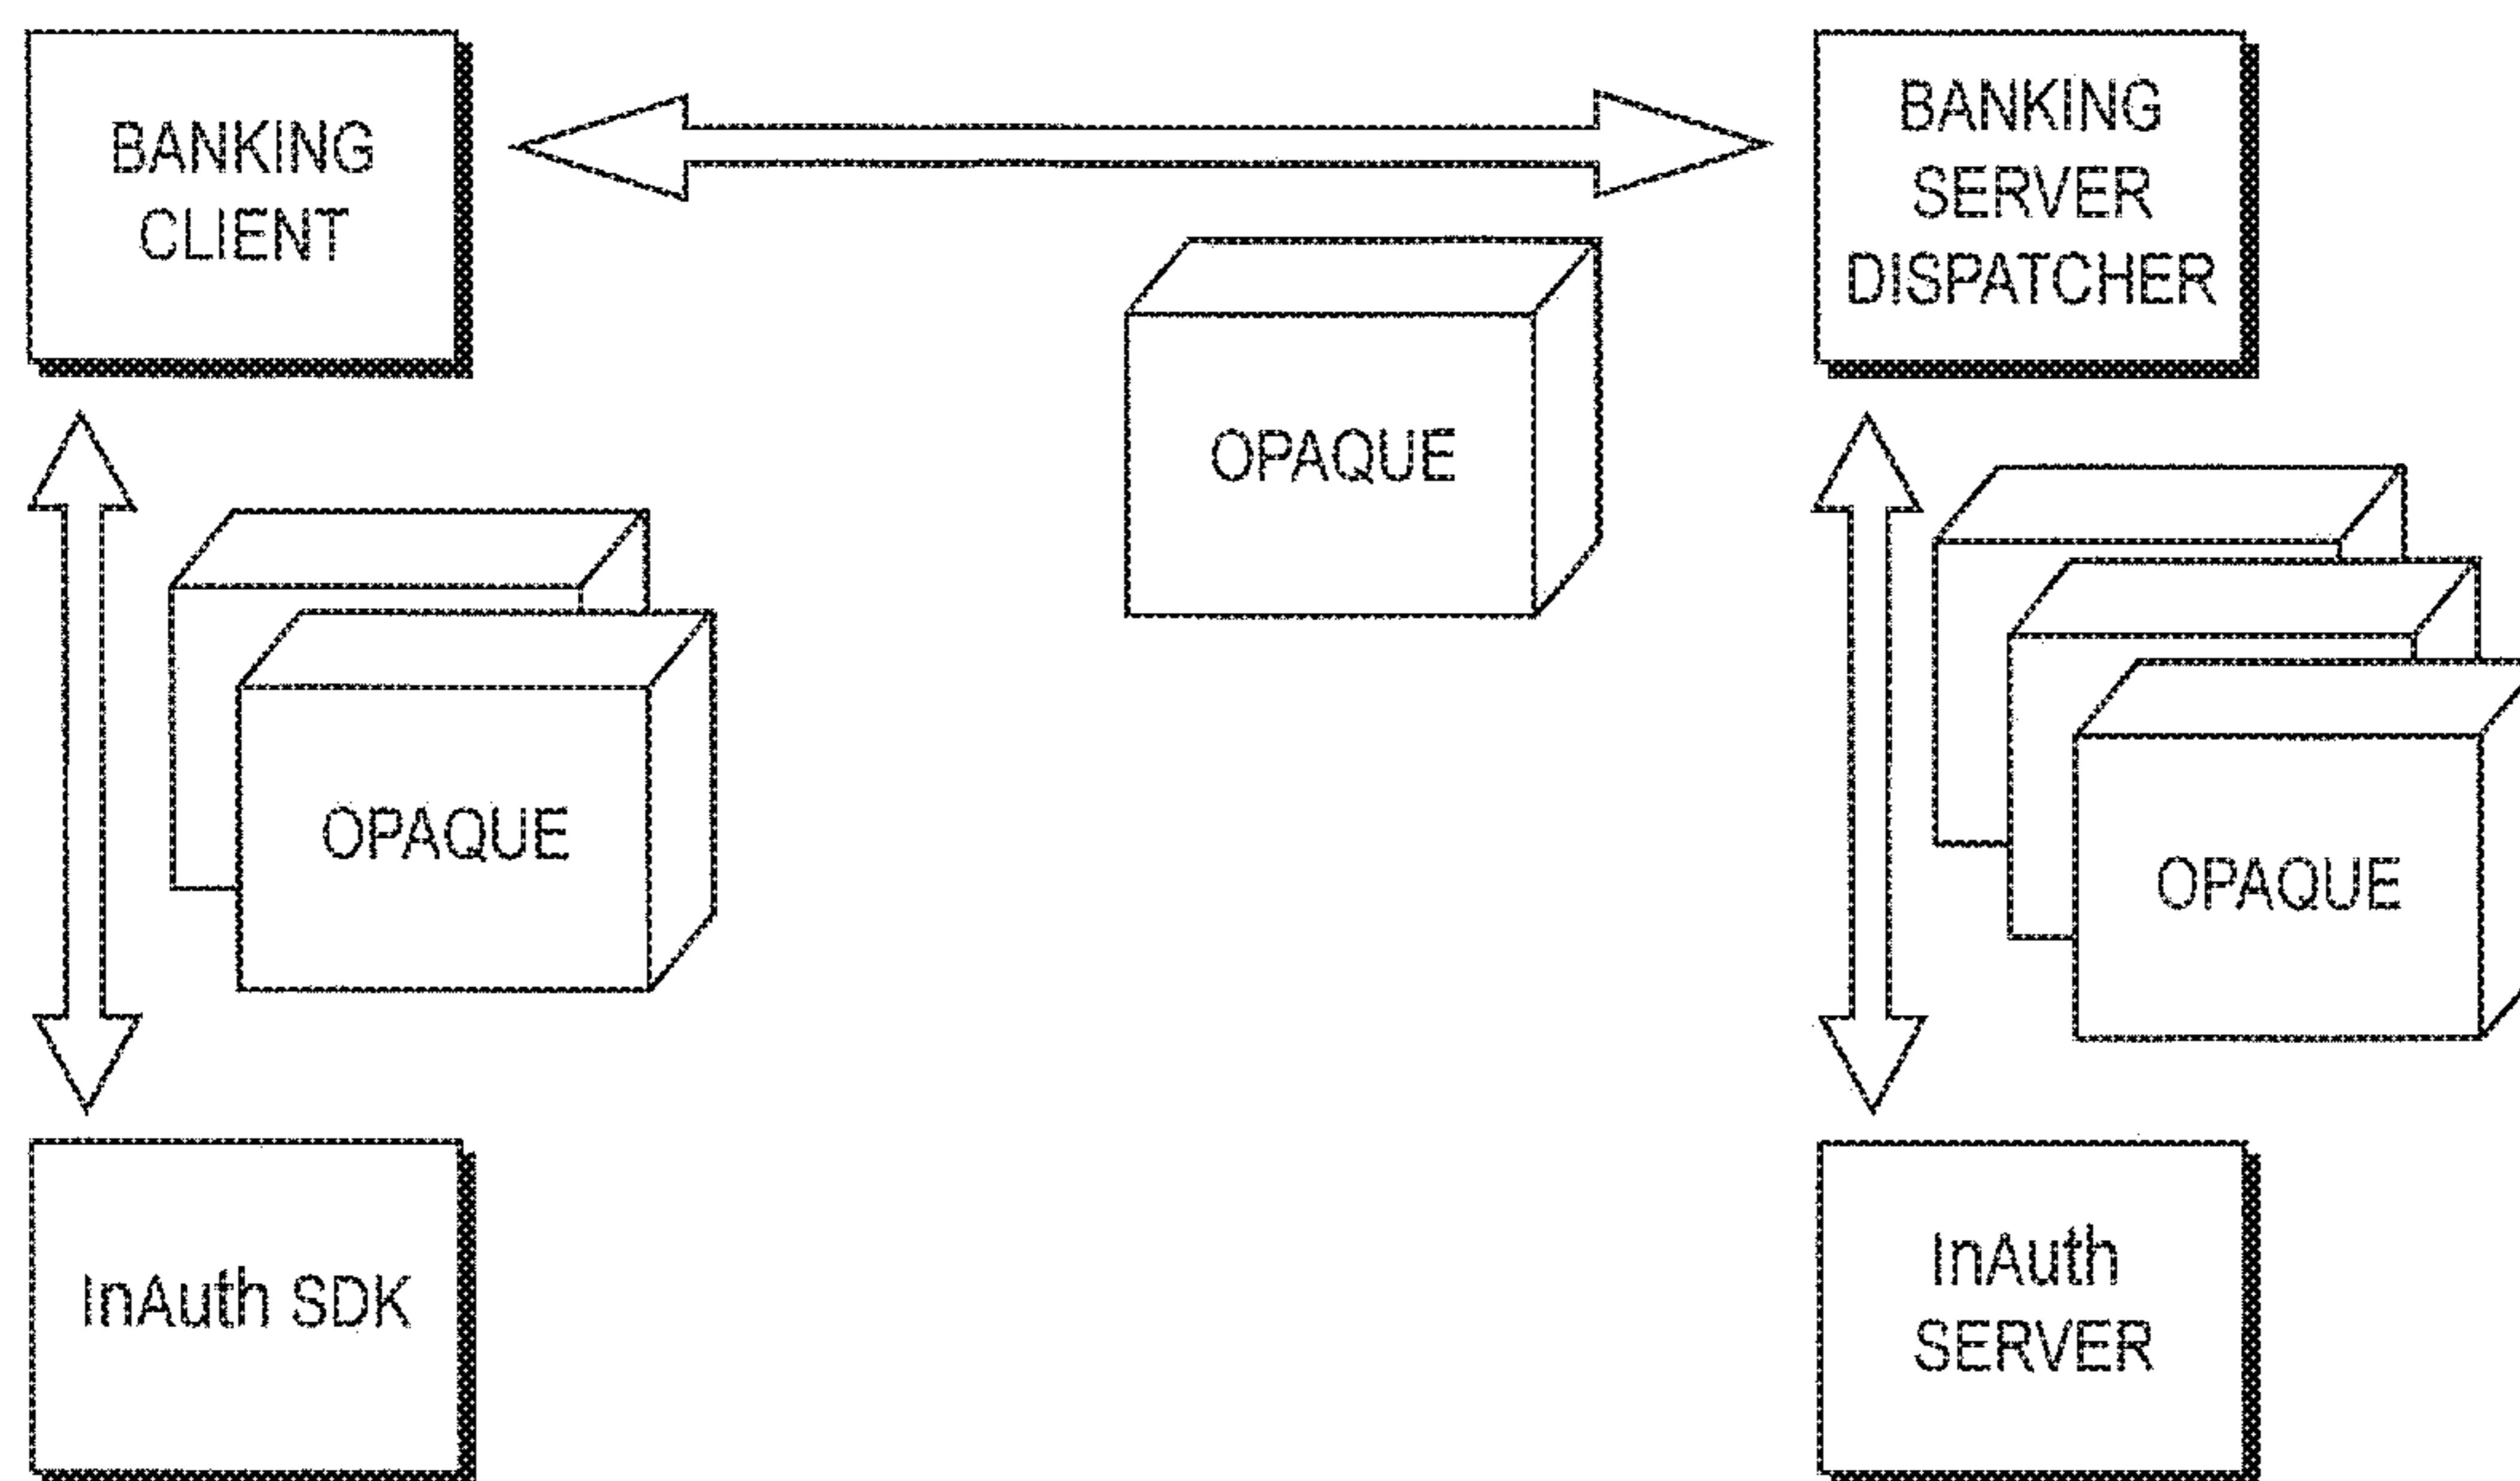 BANKING
CLIENT
BANKING
SERVER
DISPATCHER
OPAQUE
OPAQUE
OPAQUE
InAuth SDK
InAuth
SERVER